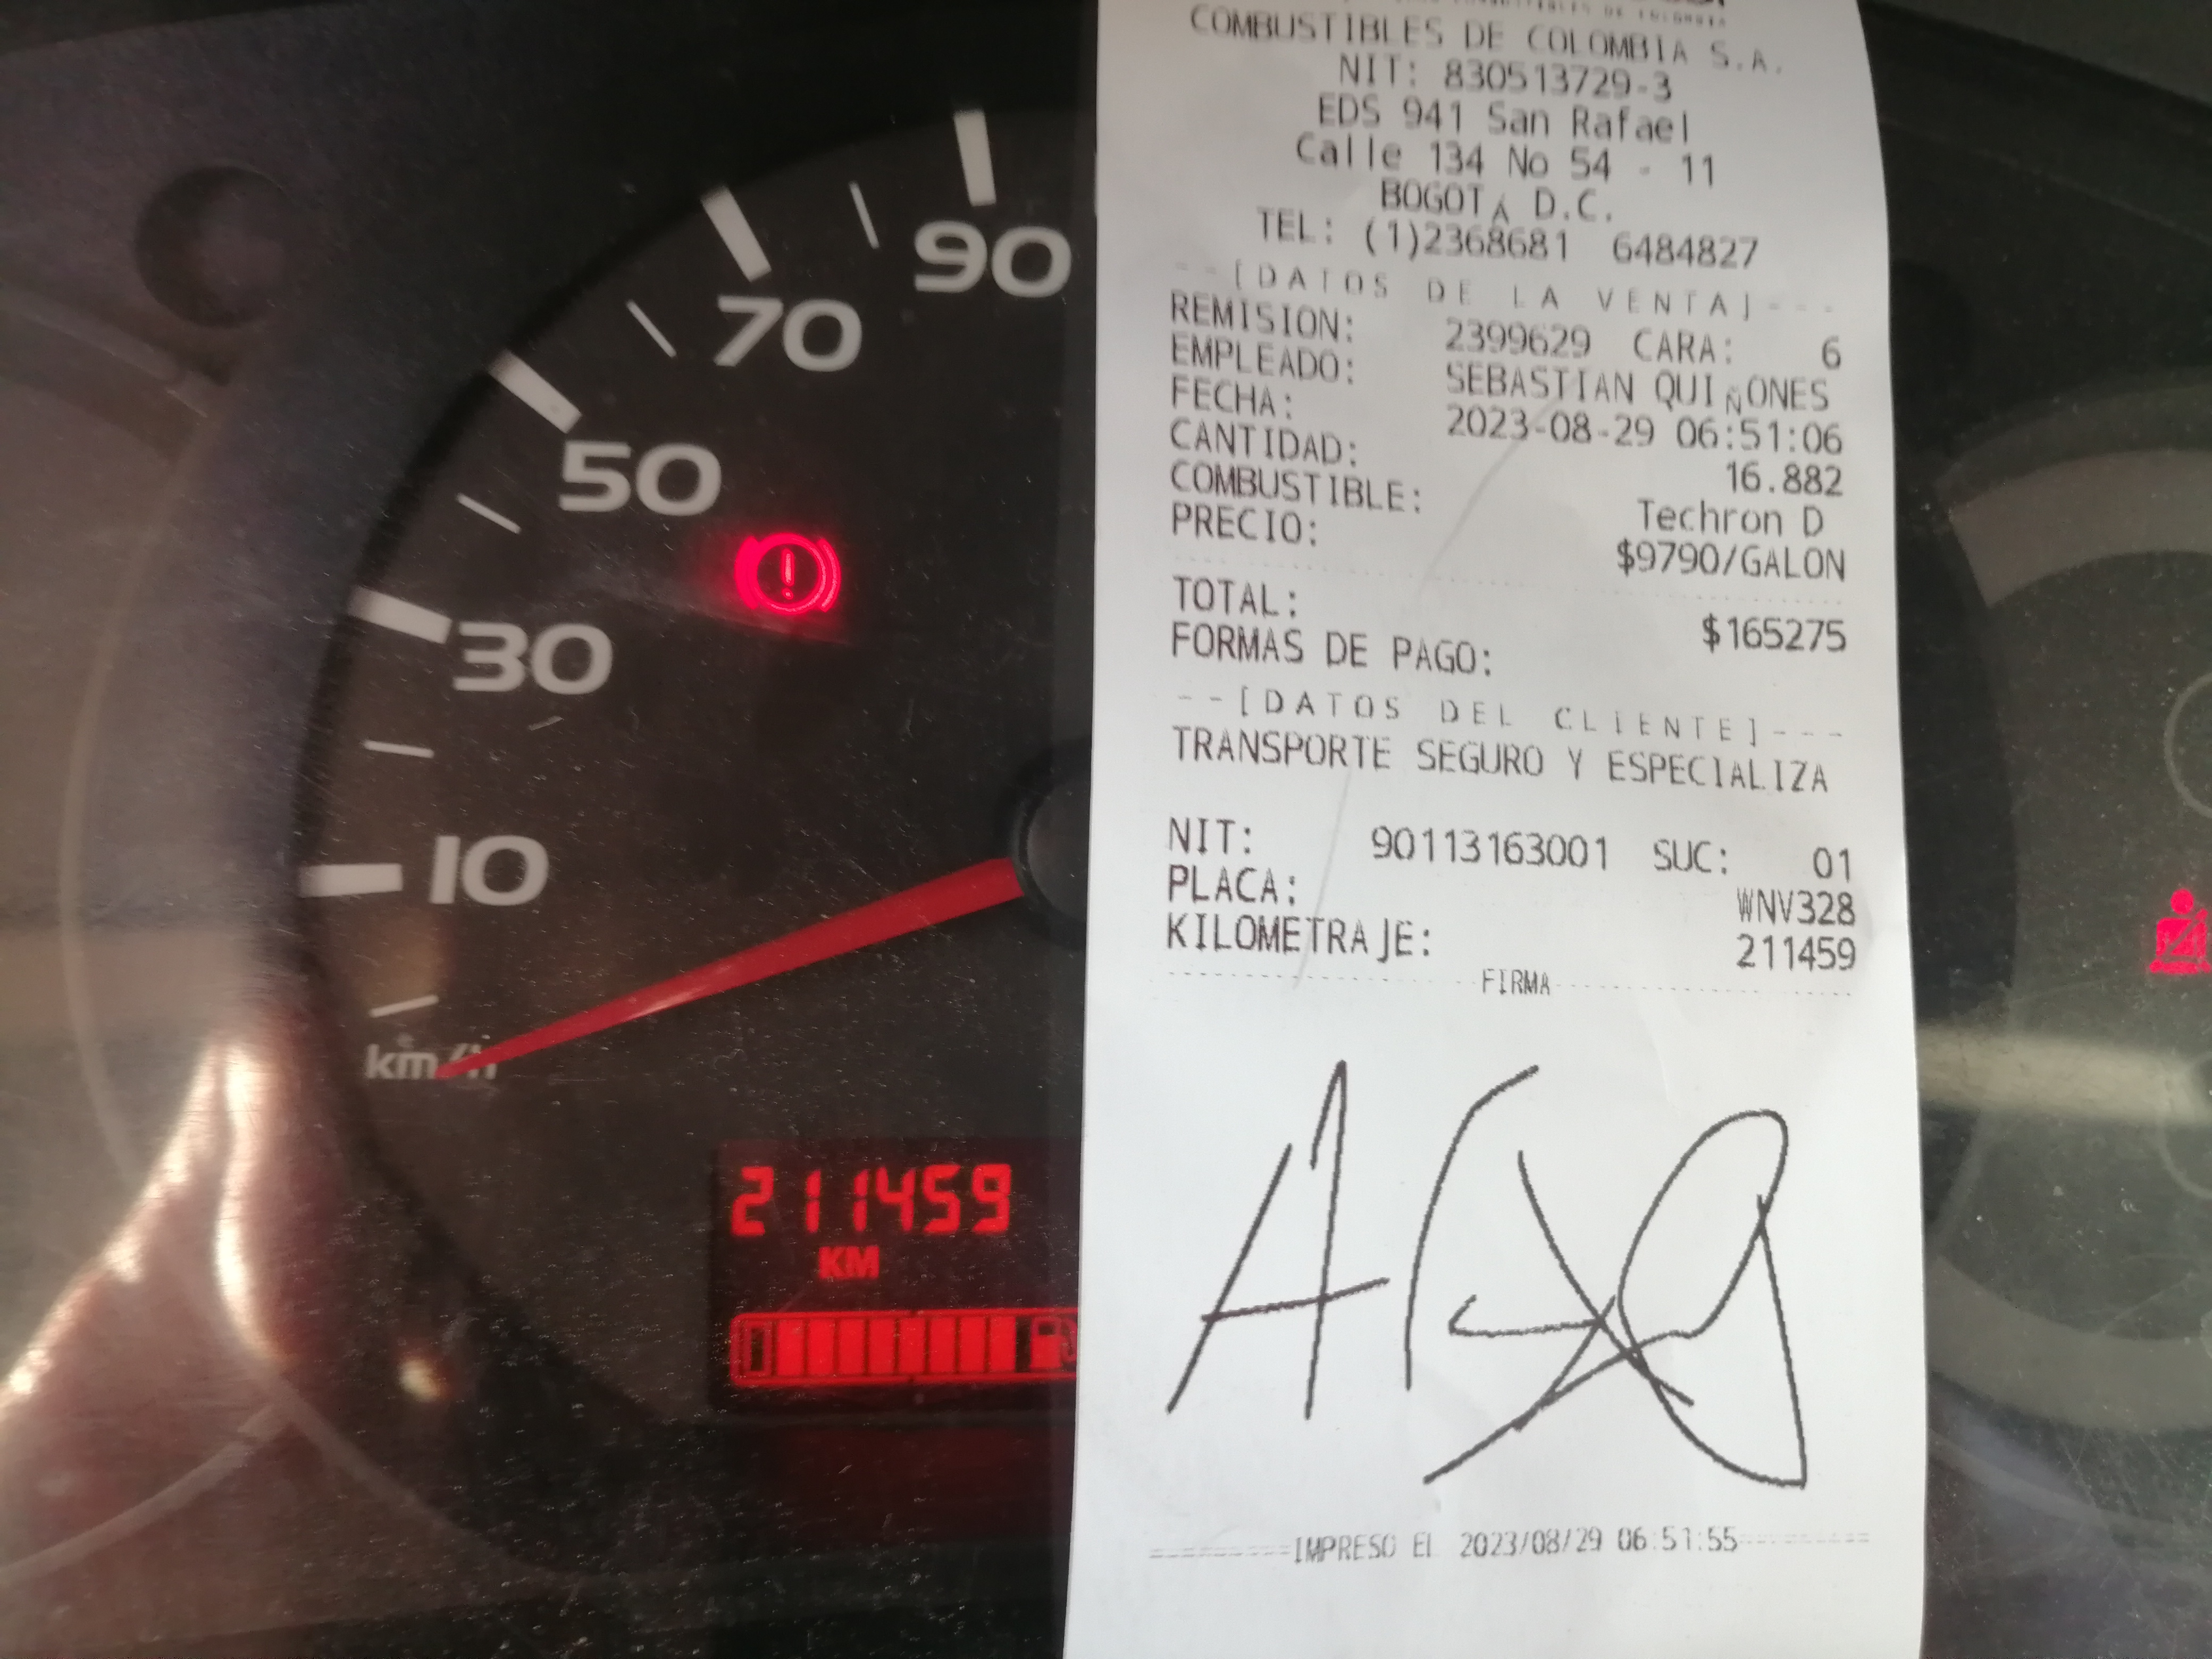 COMBUSTIBLES DE COLOMBIA S.A.
NIT: 830513729-3
EDS 941 San Rafael
Calle 134 No 54 - 11
BOGOTÁ D.C.
TEL: (1)2368681 6484827
--[DATOS DE LA VENTA]---
REMISION: 2399629 CARA: 6
EMPLEADO: SEBASTIAN QUIÑONES
FECHA: 2023-08-29 06:51:06
CANTIDAD: 16.882
COMBUSTIBLE: Techron D
PRECIO: $9790/GALON
TOTAL: $165275
FORMAS DE PAGO:
--[DATOS DEL CLIENTE]---
TRANSPORTE SEGURO Y ESPECIALIZA
NIT: 90113163001 SUC: 01
PLACA: WNV328
KILOMETRAJE: 211459
FIRMA
IMPRESO EL 2023/08/29 06:51:55
90
70
50
30
10
km/h
211459
KM